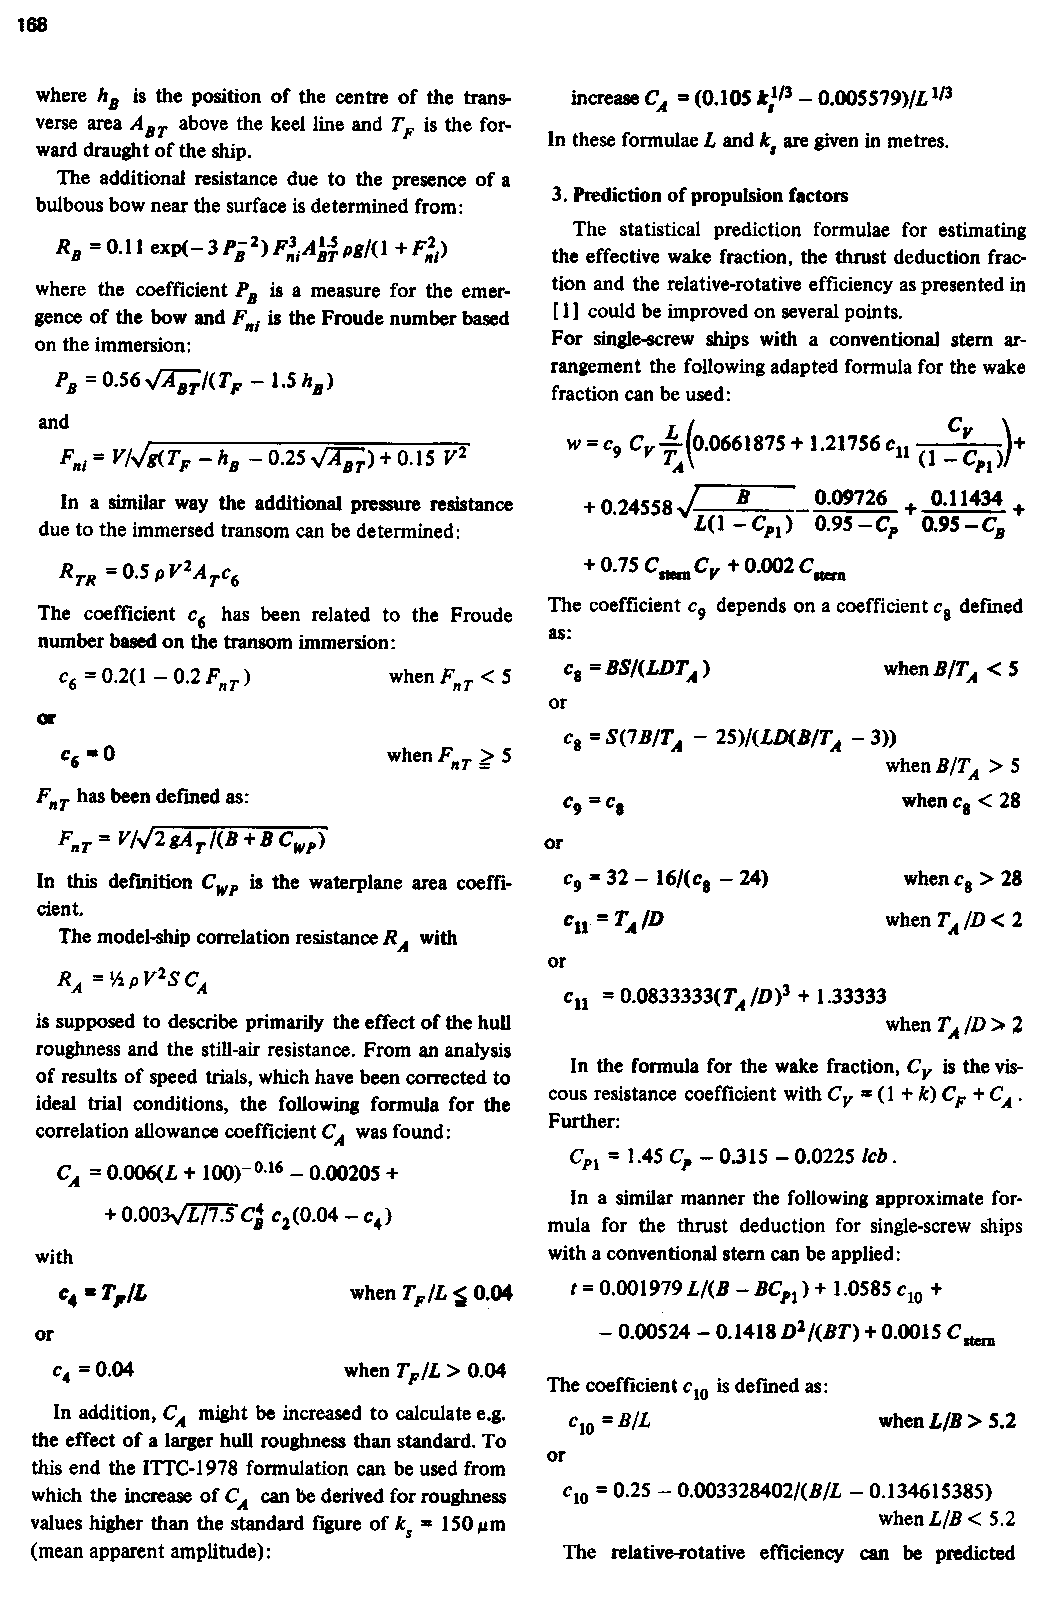 168
where h_B is the position of the centre of the trans-
verse area A_BT above the keel line and T_F is the for-
ward draught of the ship.
The additional resistance due to the presence of a
bulbous bow near the surface is determined from:
R_B = 0.11 exp(− 3 P_B^−2) F_ni^3 A_BT^1.5 ρg/(1 + F_ni^2)
where the coefficient P_B is a measure for the emer-
gence of the bow and F_ni is the Froude number based
on the immersion:
P_B = 0.56 √A_BT/(T_F − 1.5 h_B)
and
F_ni = V/√g(T_F − h_B − 0.25 √A_BT) + 0.15 V²
In a similar way the additional pressure resistance
due to the immersed transom can be determined:
R_TR = 0.5 ρ V² A_T c_6
The coefficient c_6 has been related to the Froude
number based on the transom immersion:
c_6 = 0.2(1 − 0.2 F_nT) when F_nT < 5
or
c_6 = 0 when F_nT ≧ 5
F_nT has been defined as:
F_nT = V/√2 gA_T/(B + B C_WP)
In this definition C_WP is the waterplane area coeffi-
cient.
The model-ship correlation resistance R_A with
R_A = ½ ρ V² S C_A
is supposed to describe primarily the effect of the hull
roughness and the still-air resistance. From an analysis
of results of speed trials, which have been corrected to
ideal trial conditions, the following formula for the
correlation allowance coefficient C_A was found:
C_A = 0.006(L + 100)^−0.16 − 0.00205 +
+ 0.003√L/7.5 C_B^4 c_2(0.04 − c_4)
with
c_4 = T_F/L when T_F/L ≦ 0.04
or
c_4 = 0.04 when T_F/L > 0.04
In addition, C_A might be increased to calculate e.g.
the effect of a larger hull roughness than standard. To
this end the ITTC-1978 formulation can be used from
which the increase of C_A can be derived for roughness
values higher than the standard figure of k_s = 150 μm
(mean apparent amplitude):
increase C_A = (0.105 k_s^1/3 − 0.005579)/L^1/3
In these formulae L and k_s are given in metres.
3. Prediction of propulsion factors
The statistical prediction formulae for estimating
the effective wake fraction, the thrust deduction frac-
tion and the relative-rotative efficiency as presented in
[1] could be improved on several points.
For single-screw ships with a conventional stern ar-
rangement the following adapted formula for the wake
fraction can be used:
w = c_9 C_V L/T_A (0.0661875 + 1.21756 c_11 C_V/(1 − C_P1)) +
+ 0.24558 √B/L(1 − C_P1) − 0.09726/0.95 − C_P + 0.11434/0.95 − C_B +
+ 0.75 C_stern C_V + 0.002 C_stern
The coefficient c_9 depends on a coefficient c_8 defined
as:
c_8 = BS/(LDT_A) when B/T_A < 5
or
c_8 = S(7B/T_A − 25)/(LD(B/T_A − 3))
when B/T_A > 5
c_9 = c_8 when c_8 < 28
or
c_9 = 32 − 16/(c_8 − 24) when c_8 > 28
c_11 = T_A/D when T_A/D < 2
or
c_11 = 0.0833333(T_A/D)³ + 1.33333
when T_A/D > 2
In the formula for the wake fraction, C_V is the vis-
cous resistance coefficient with C_V = (1 + k) C_F + C_A.
Further:
C_P1 = 1.45 C_P − 0.315 − 0.0225 lcb.
In a similar manner the following approximate for-
mula for the thrust deduction for single-screw ships
with a conventional stern can be applied:
t = 0.001979 L/(B − BC_P1) + 1.0585 c_10 +
− 0.00524 − 0.1418 D²/(BT) + 0.0015 C_stern
The coefficient c_10 is defined as:
c_10 = B/L when L/B > 5.2
or
c_10 = 0.25 − 0.003328402/(B/L − 0.134615385)
when L/B < 5.2
The relative-rotative efficiency can be predicted